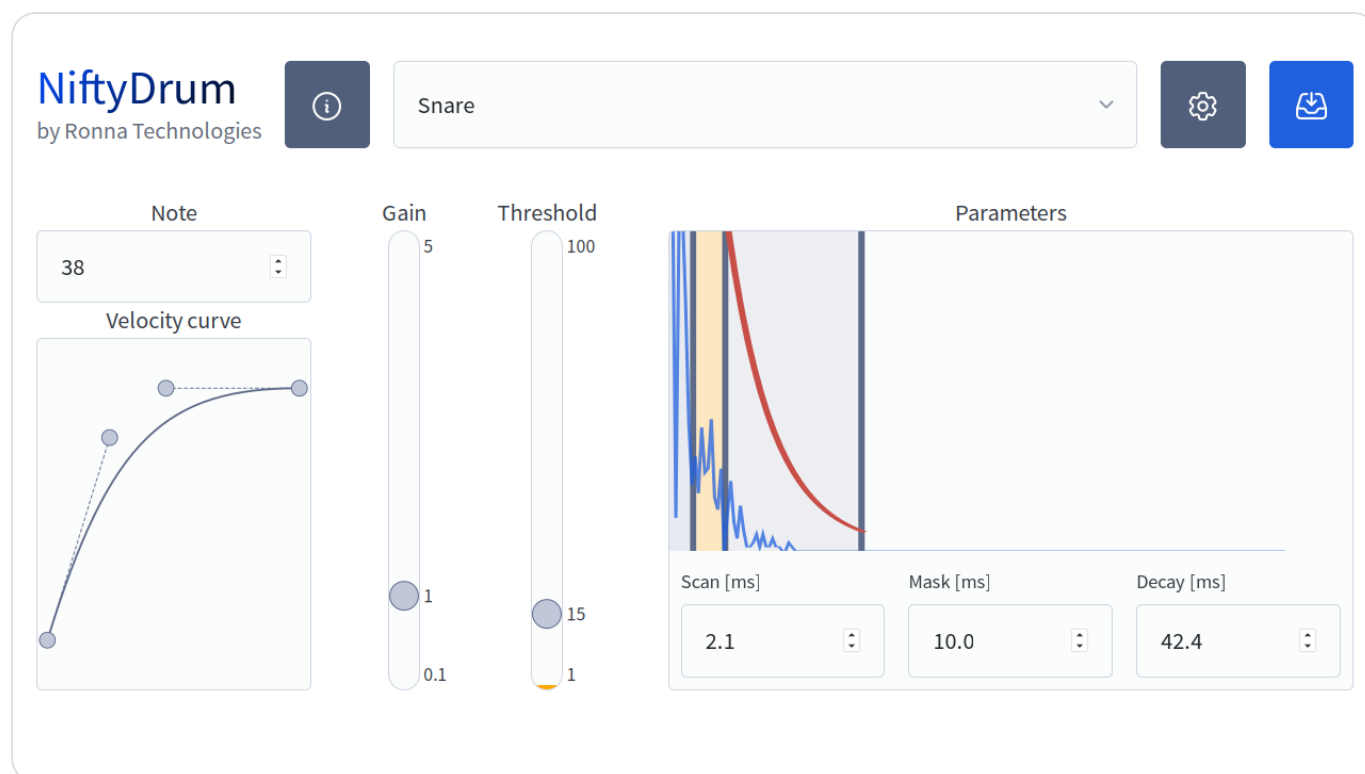 NiftyDrum
by Ronna Technologies
Snare
Note
38
Velocity curve
Gain
5
1
0.1
Threshold
100
15
1
Parameters
Scan [ms]
Mask [ms]
Decay [ms]
2.1
10.0
42.4